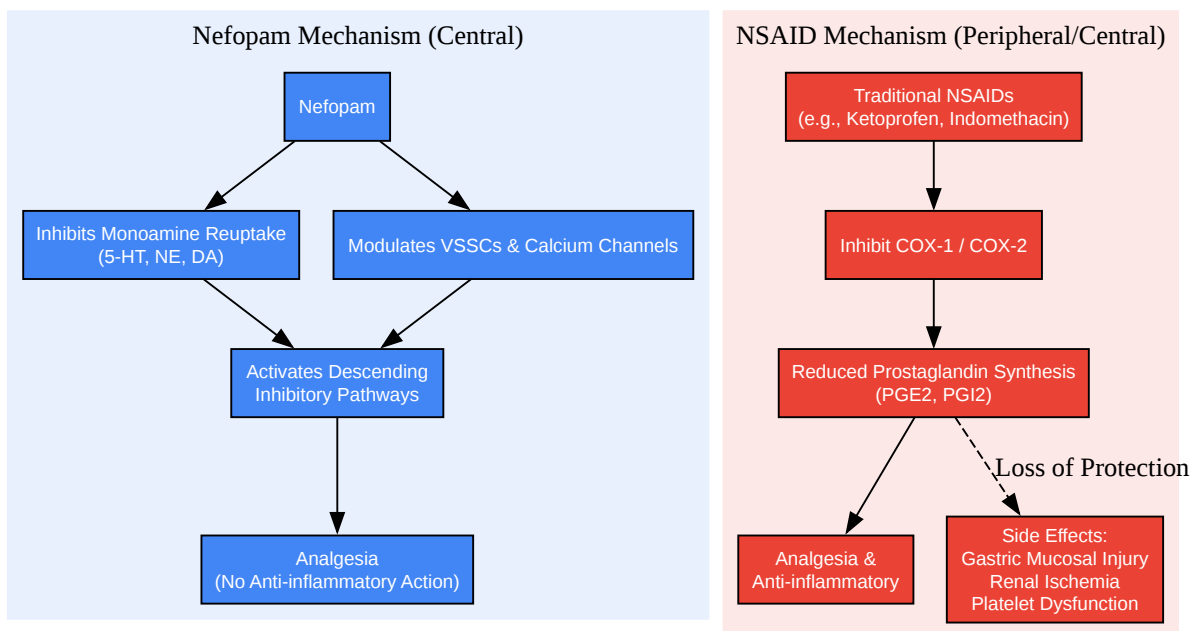 Nefopam Mechanism (Central)
Nefopam
Inhibits Monoamine Reuptake
(5-HT, NE, DA)
Modulates VSSCs & Calcium Channels
Activates Descending
Inhibitory Pathways
Analgesia
(No Anti-inflammatory Action)
NSAID Mechanism (Peripheral/Central)
Traditional NSAIDs
(e.g., Ketoprofen, Indomethacin)
Inhibit COX-1 / COX-2
Reduced Prostaglandin Synthesis
(PGE2, PGI2)
Loss of Protection
Analgesia &
Anti-inflammatory
Side Effects:
Gastric Mucosal Injury
Renal Ischemia
Platelet Dysfunction